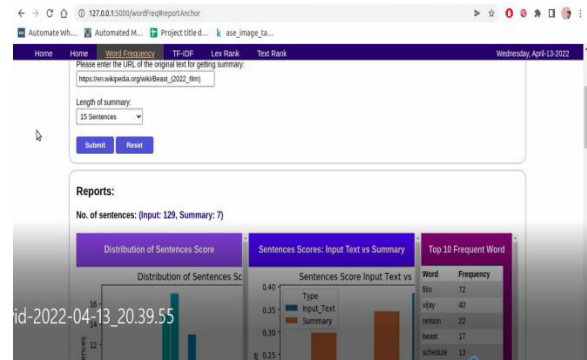 127.0.0.1:5000/wordFreq#reportAnchor
Automate Wh... Automated M... Project title d... ase_image_ta...
Home Home Word Frequency TF-IDF Lex Rank Text Rank Wednesday, April-13-2022
Please enter the URL of the original text for getting summary:
https://en.wikipedia.org/wiki/Beast_(2022_film)
Length of summary:
15 Sentences
Submit Reset
Reports:
No. of sentences: (Input: 129, Summary: 7)
Distribution of Sentences Score Sentences Scores: Input Text vs Summary Top 10 Frequent Word
Distribution of Sentences Sc Sentences Score Input Text vs Word Frequency
0.40
Type
film 72
16 Input_Text
0.35 Summary vijay 40
id-2022-04-13_20.39.55
14 0.30 nelson 22
beast 17
12 0.25 schedule 13
sentences